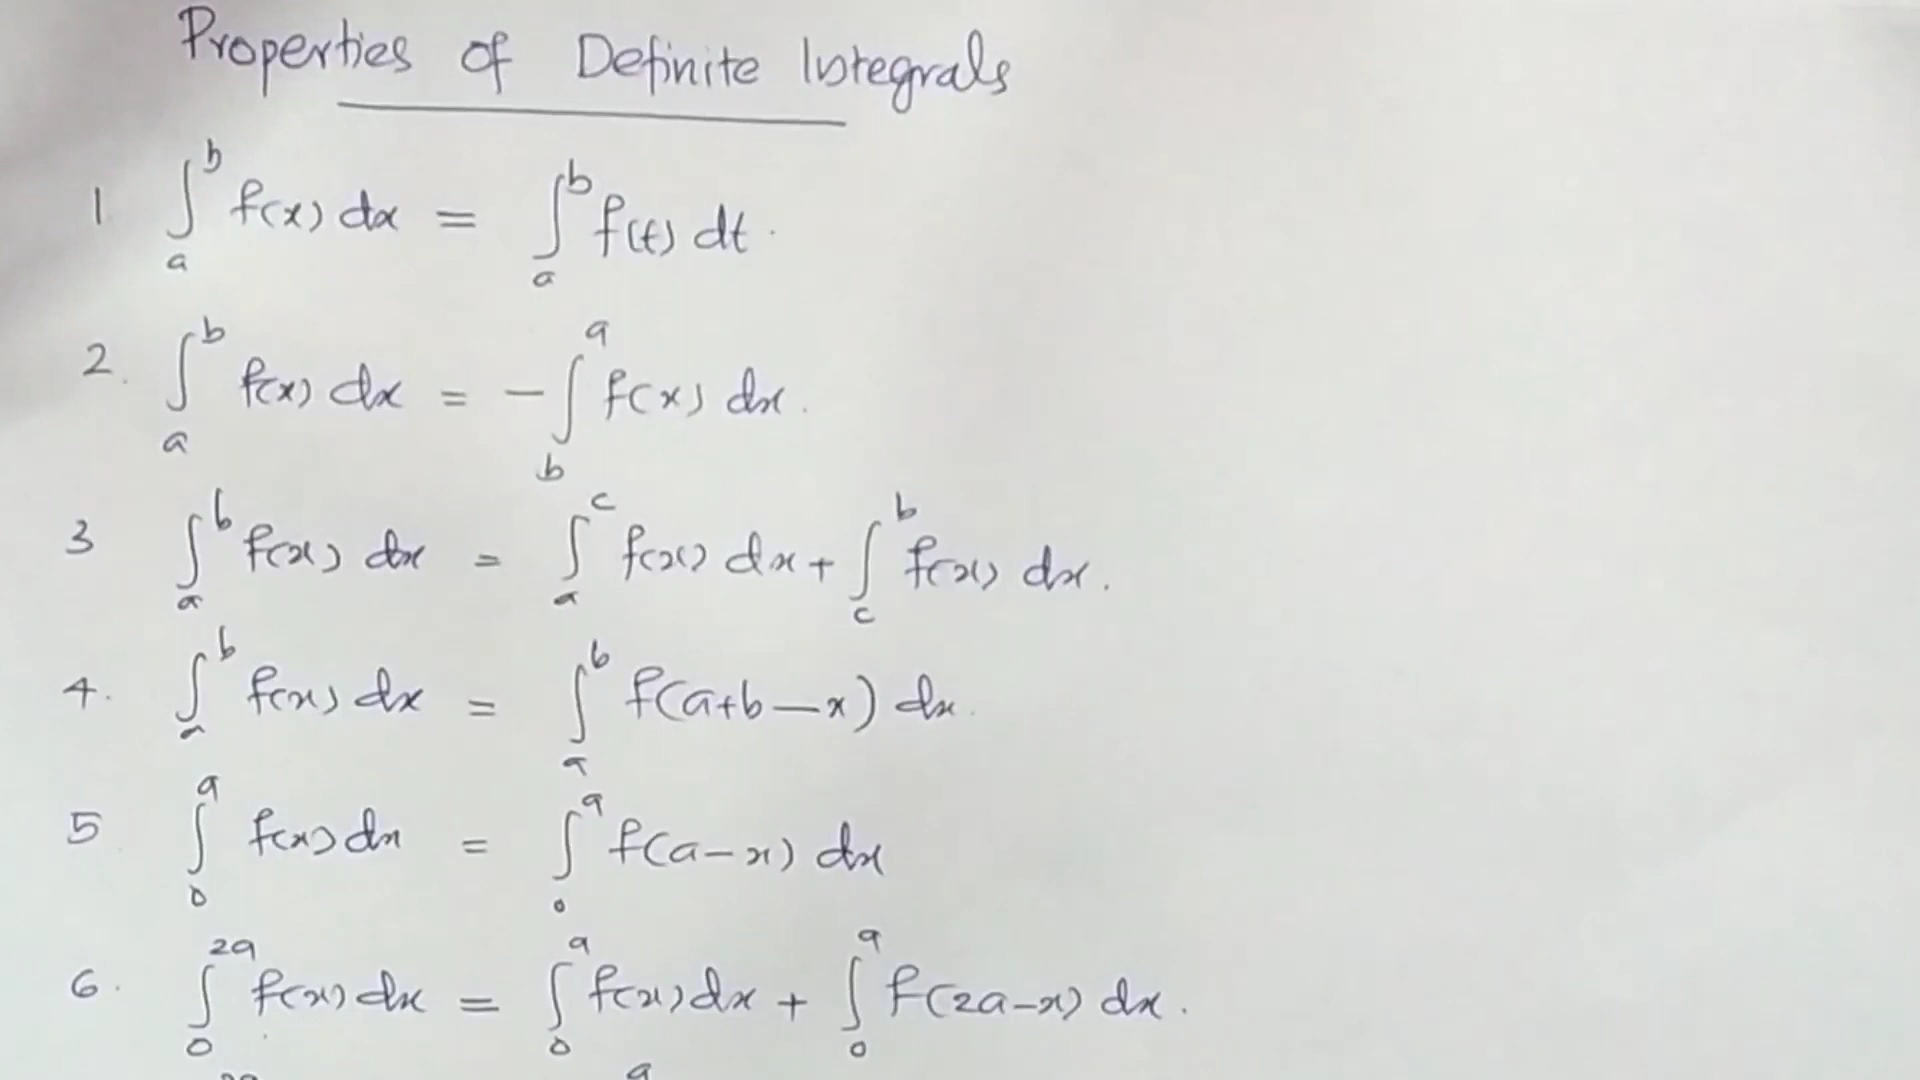 Properties of Definite Integrals
1 ∫_a^b f(x) dx = ∫_a^b f(t) dt.
2. ∫_a^b f(x) dx = -∫_b^a f(x) dx.
3 ∫_a^b f(x) dx = ∫_a^c f(x) dx + ∫_c^b f(x) dx.
4. ∫_a^b f(x) dx = ∫_a^b f(a+b-x) dx.
5 ∫_0^a f(x) dx = ∫_0^a f(a-x) dx
6. ∫_0^{2a} f(x) dx = ∫_0^a f(x) dx + ∫_0^a f(2a-x) dx.